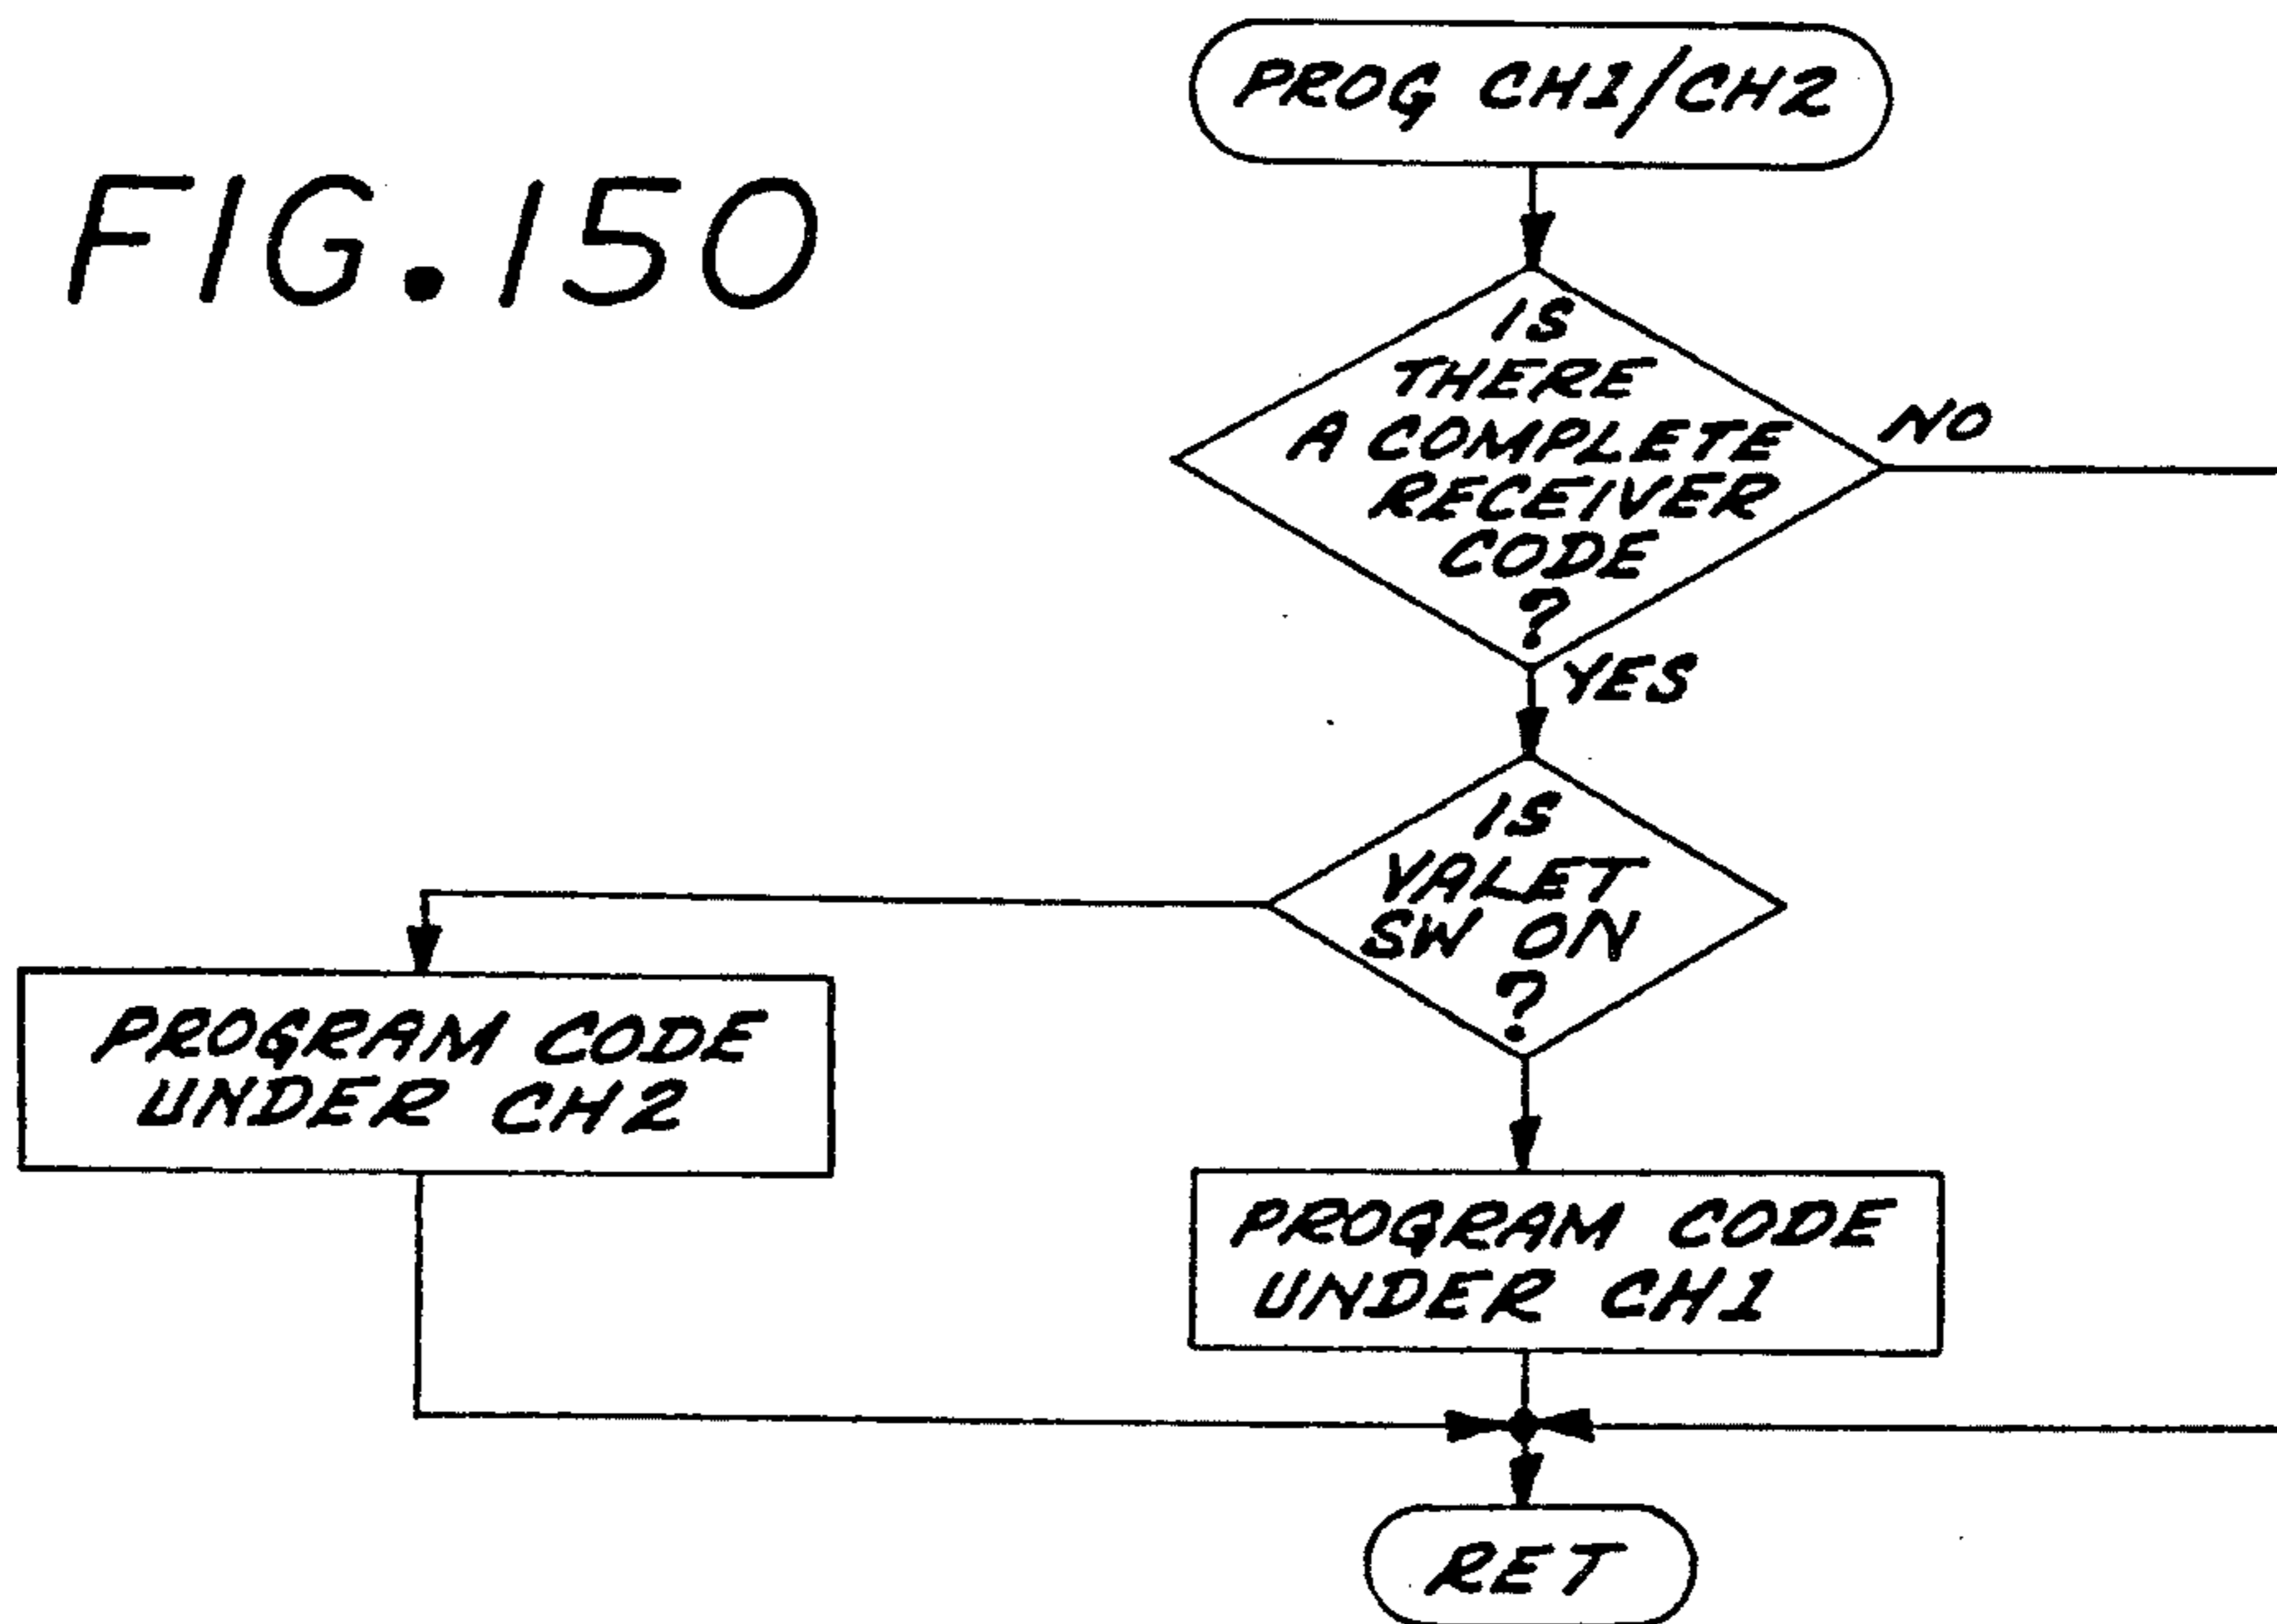 FIG.150
PROG CH1/CH2
IS
THERE
A COMPLETE
RECEIVER
CODE
?
NO
YES
IS
VALET
SW ON
?
PROGRAM CODE
UNDER CH2
PROGRAM CODE
UNDER CH1
RET